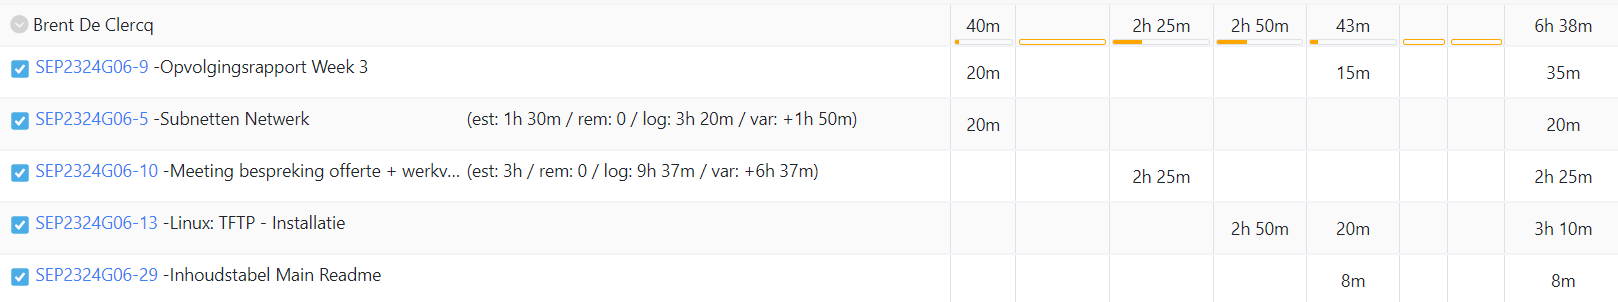 Brent De Clercq 40m 2h 25m 2h 50m 43m 6h 38m
SEP2324G06-9 -Opvolgingsrapport Week 3 20m 15m 35m
SEP2324G06-5 -Subnetten Netwerk (est: 1h 30m / rem: 0 / log: 3h 20m / var: +1h 50m) 20m 20m
SEP2324G06-10 -Meeting bespreking offerte + werkv... (est: 3h / rem: 0 / log: 9h 37m / var: +6h 37m) 2h 25m 2h 25m
SEP2324G06-13 -Linux: TFTP - Installatie 2h 50m 20m 3h 10m
SEP2324G06-29 -Inhoudstabel Main Readme 8m 8m